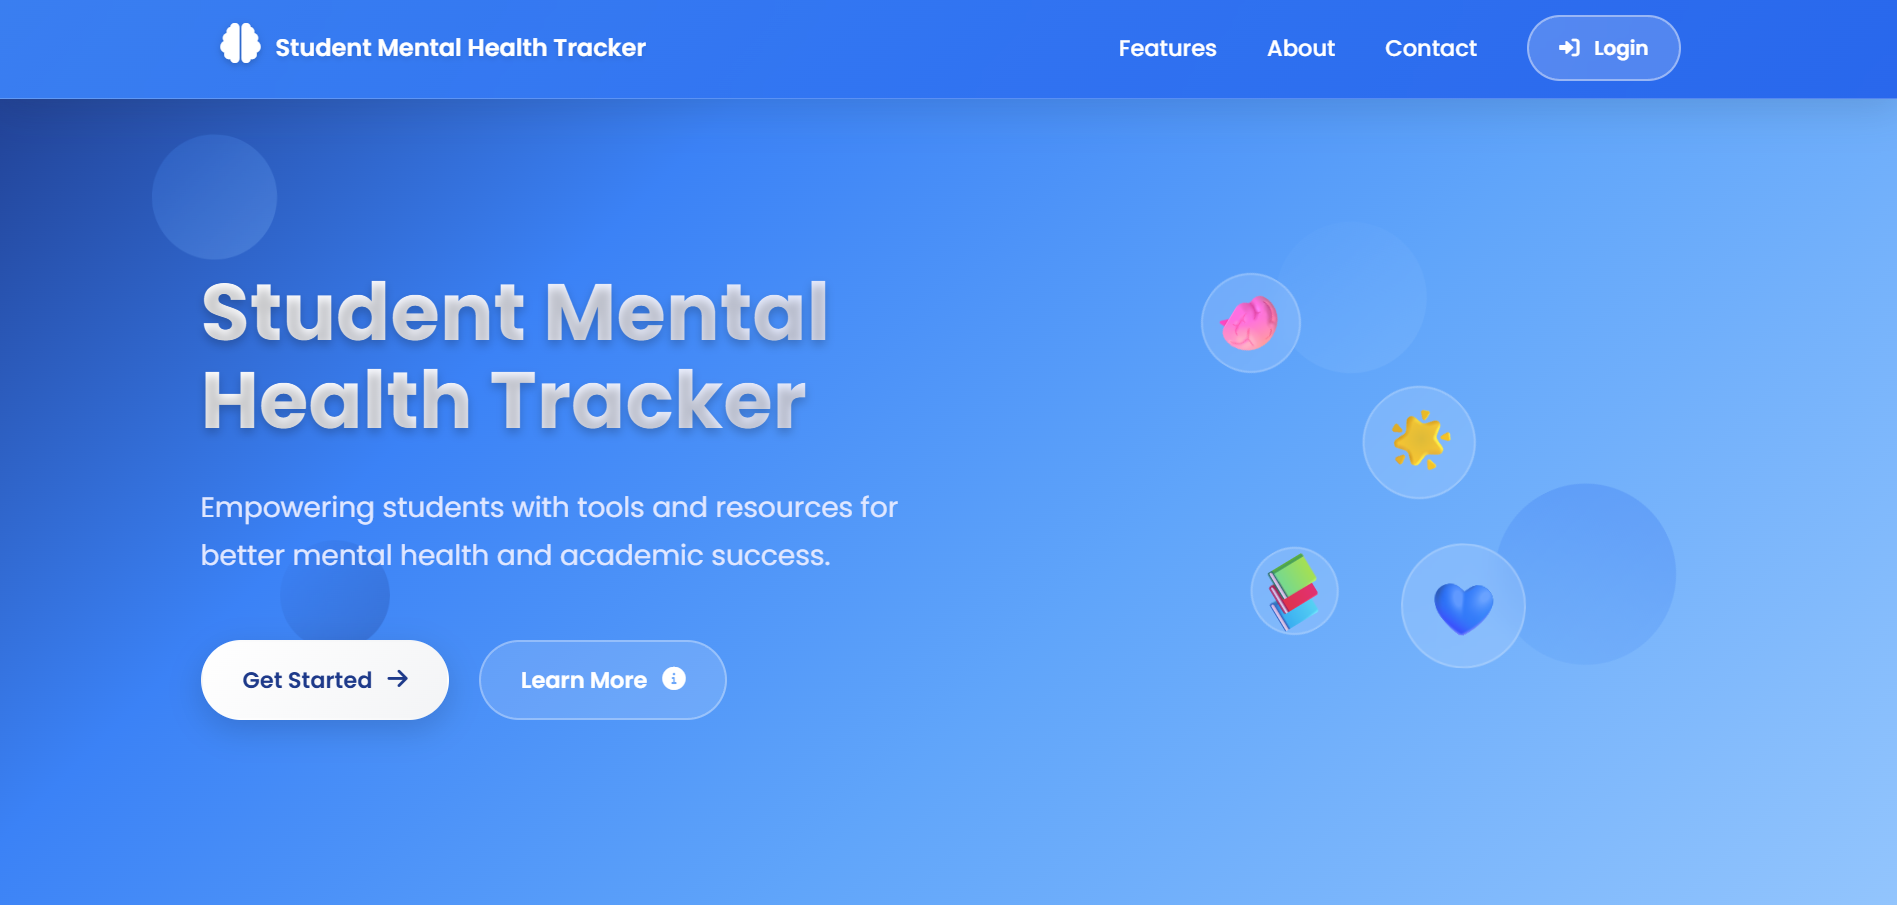 Student Mental Health Tracker
Features
About
Contact
Login
Student Mental
Health Tracker
Empowering students with tools and resources for
better mental health and academic success.
Get Started
Learn More